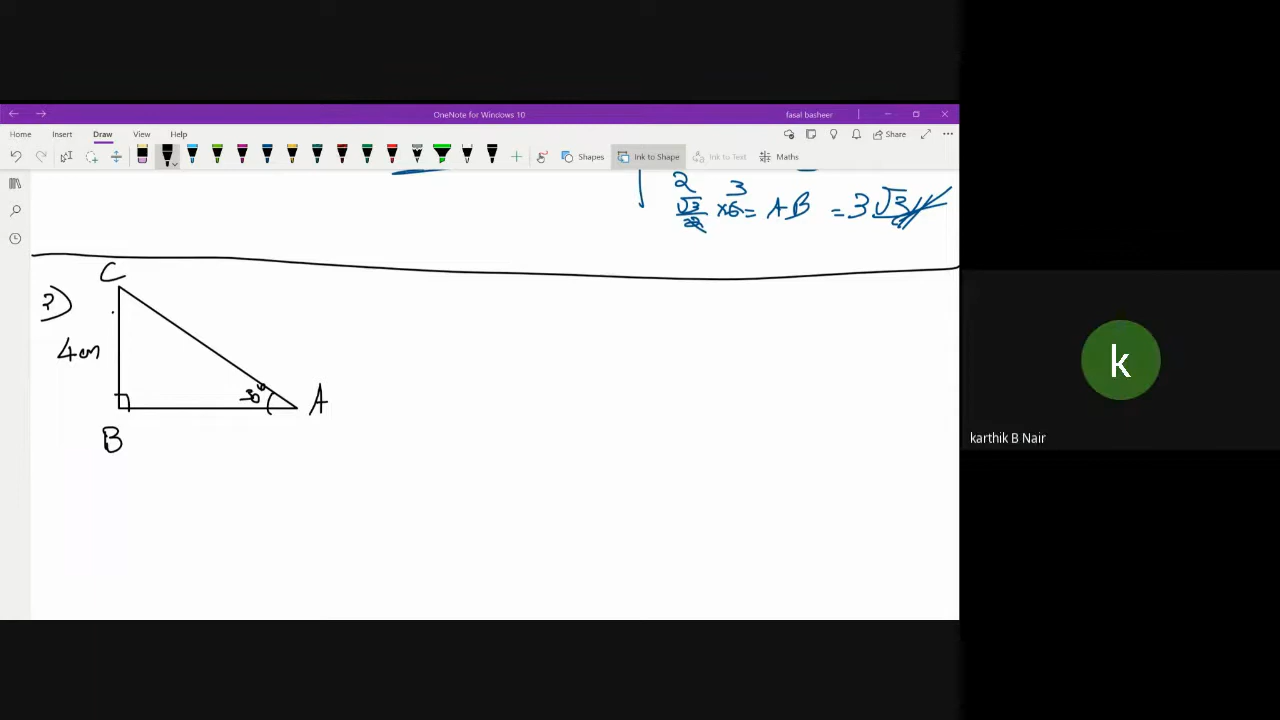 OneNote for Windows 10
fasal basheer
Home Insert Draw View Help
Share
Shapes Ink to Shape Ink to Text Maths
2
√3/2 ×6 = AB = 3√3
3
C
2)
4cm
30°
A
B
k
karthik B Nair